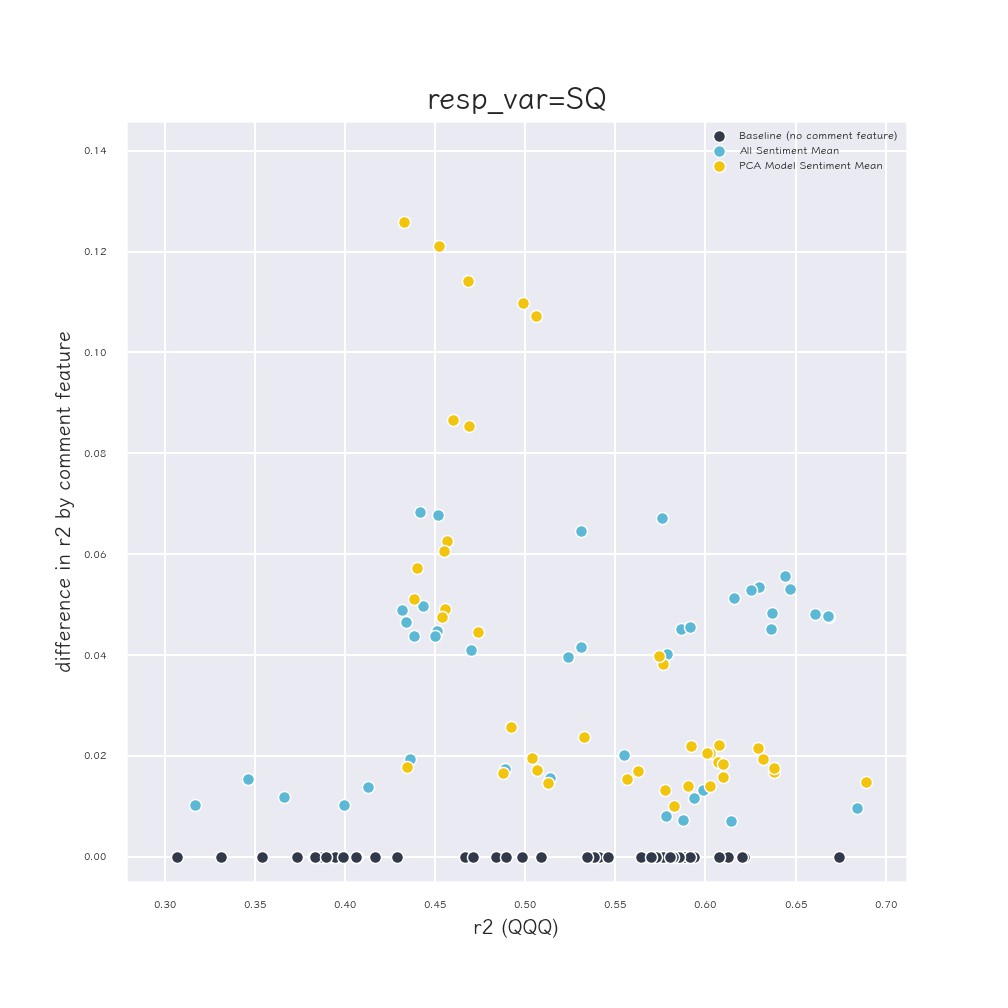 resp_var=SQ
Baseline (no comment feature)
All Sentiment Mean
PCA Model Sentiment Mean
difference in r2 by comment feature
0.14
0.12
0.10
0.08
0.06
0.04
0.02
0.00
0.30 0.35 0.40 0.45 0.50 0.55 0.60 0.65 0.70
r2 (QQQ)